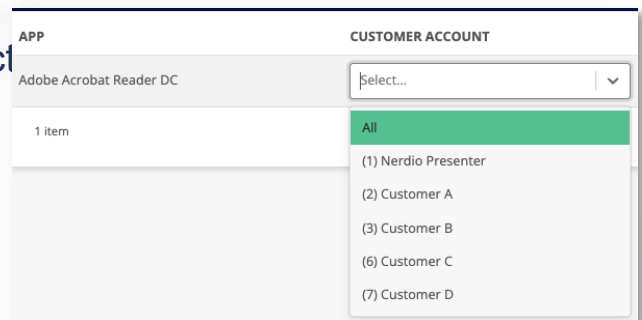 APP CUSTOMER ACCOUNT
Adobe Acrobat Reader DC Select...
1 item
All
(1) Nerdio Presenter
(2) Customer A
(3) Customer B
(6) Customer C
(7) Customer D